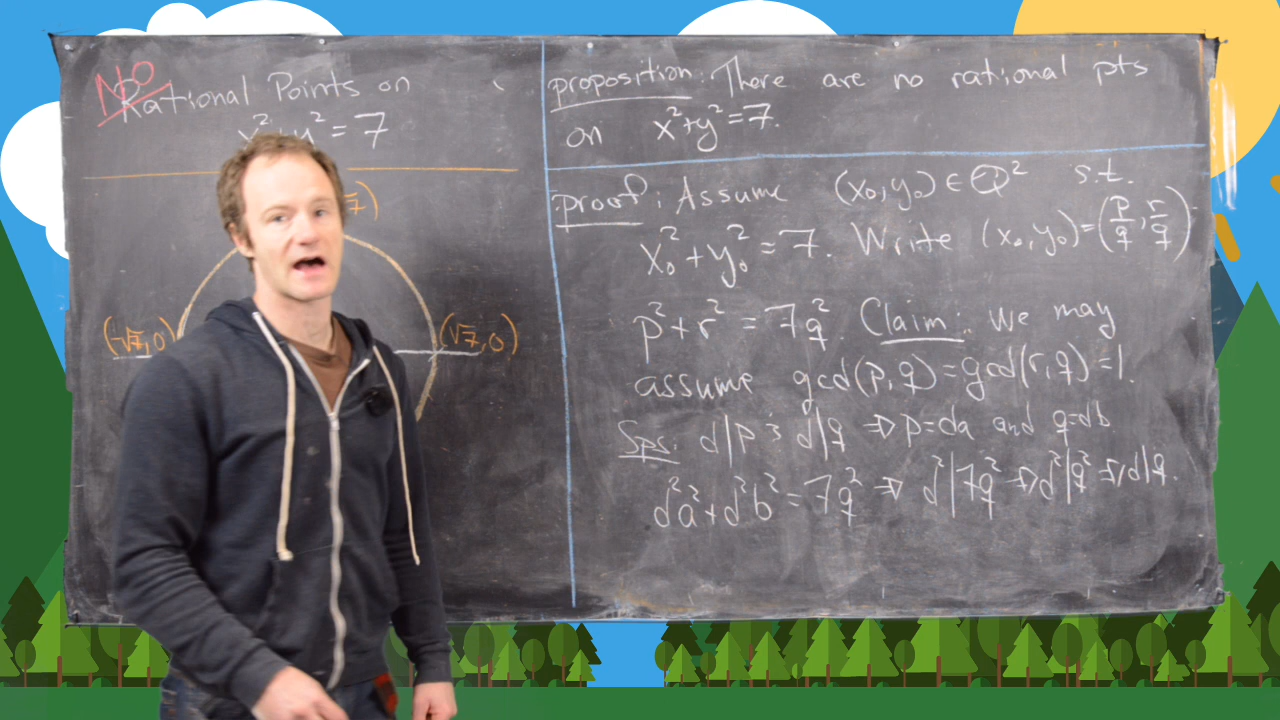 NO
Rational Points on
x² + y² = 7
(-√7, 0)
(√7, 0)
proposition: There are no rational pts
on x² + y² = 7.
proof: Assume (x₀, y₀) ∈ ℚ² s.t.
x₀² + y₀² = 7. Write (x₀, y₀) = (p/q, r/q).
p² + r² = 7q². Claim: We may
assume gcd(p, q) = gcd(r, q) = 1.
Sps: d|p & d|q ⇒ p=da and q=db
d²a² + d²b² = 7q² ⇒ d²|7q² ⇒ d²|q² ⇒ d|q.